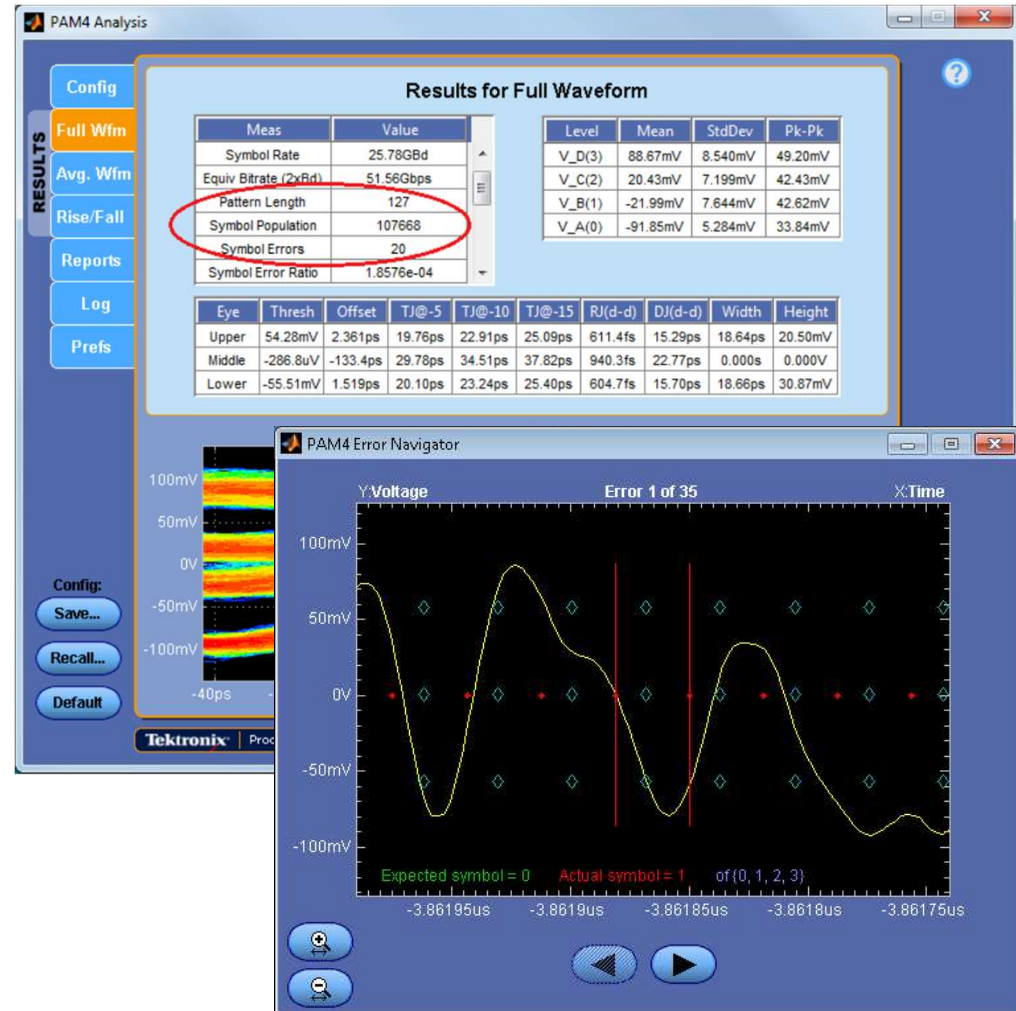 PAM4 Analysis
RESULTS
Config
Full Wfm
Avg. Wfm
Rise/Fall
Reports
Log
Prefs
?
Results for Full Waveform
Meas Value
Symbol Rate 25.78GBd
Equiv Bitrate (2xBd) 51.56Gbps
Pattern Length 127
Symbol Population 107668
Symbol Errors 20
Symbol Error Ratio 1.8576e-04
Level Mean StdDev Pk-Pk
V_D(3) 88.67mV 8.540mV 49.20mV
V_C(2) 20.43mV 7.199mV 42.43mV
V_B(1) -21.99mV 7.644mV 42.62mV
V_A(0) -91.85mV 5.284mV 33.84mV
Eye Thresh Offset TJ@-5 TJ@-10 TJ@-15 RJ(d-d) DJ(d-d) Width Height
Upper 54.28mV 2.361ps 19.76ps 22.91ps 25.09ps 611.4fs 15.29ps 18.64ps 20.50mV
Middle -286.8uV -133.4ps 29.78ps 34.51ps 37.82ps 940.3fs 22.77ps 0.000s 0.000V
Lower -55.51mV 1.519ps 20.10ps 23.24ps 25.40ps 604.7fs 15.70ps 18.66ps 30.87mV
100mV
50mV
0V
-50mV
-100mV
-40ps
Config:
Save...
Recall...
Default
Tektronix
PAM4 Error Navigator
Y:Voltage Error 1 of 35 X:Time
100mV
50mV
0V
-50mV
-100mV
Expected symbol = 0 Actual symbol = 1 of {0, 1, 2, 3}
-3.86195us -3.8619us -3.86185us -3.8618us -3.86175us